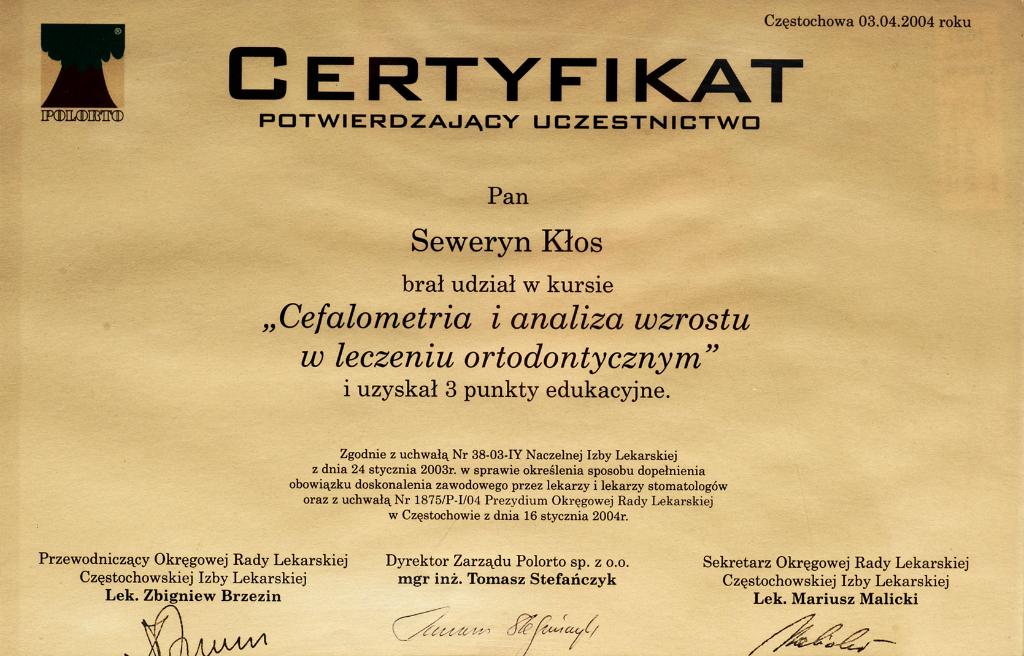 Częstochowa 03.04.2004 roku
®
POLORTO
CERTYFIKAT
POTWIERDZAJĄCY UCZESTNICTWO
Pan
Seweryn Kłos
brał udział w kursie
„Cefalometria i analiza wzrostu
w leczeniu ortodontycznym”
i uzyskał 3 punkty edukacyjne.
Zgodnie z uchwałą Nr 38-03-IY Naczelnej Izby Lekarskiej
z dnia 24 stycznia 2003r. w sprawie określenia sposobu dopełnienia
obowiązku doskonalenia zawodowego przez lekarzy i lekarzy stomatologów
oraz z uchwałą Nr 1875/P-I/04 Prezydium Okręgowej Rady Lekarskiej
w Częstochowie z dnia 16 stycznia 2004r.
Przewodniczący Okręgowej Rady Lekarskiej
Częstochowskiej Izby Lekarskiej
Lek. Zbigniew Brzezin
Dyrektor Zarządu Polorto sp. z o.o.
mgr inż. Tomasz Stefańczyk
Sekretarz Okręgowej Rady Lekarskiej
Częstochowskiej Izby Lekarskiej
Lek. Mariusz Malicki